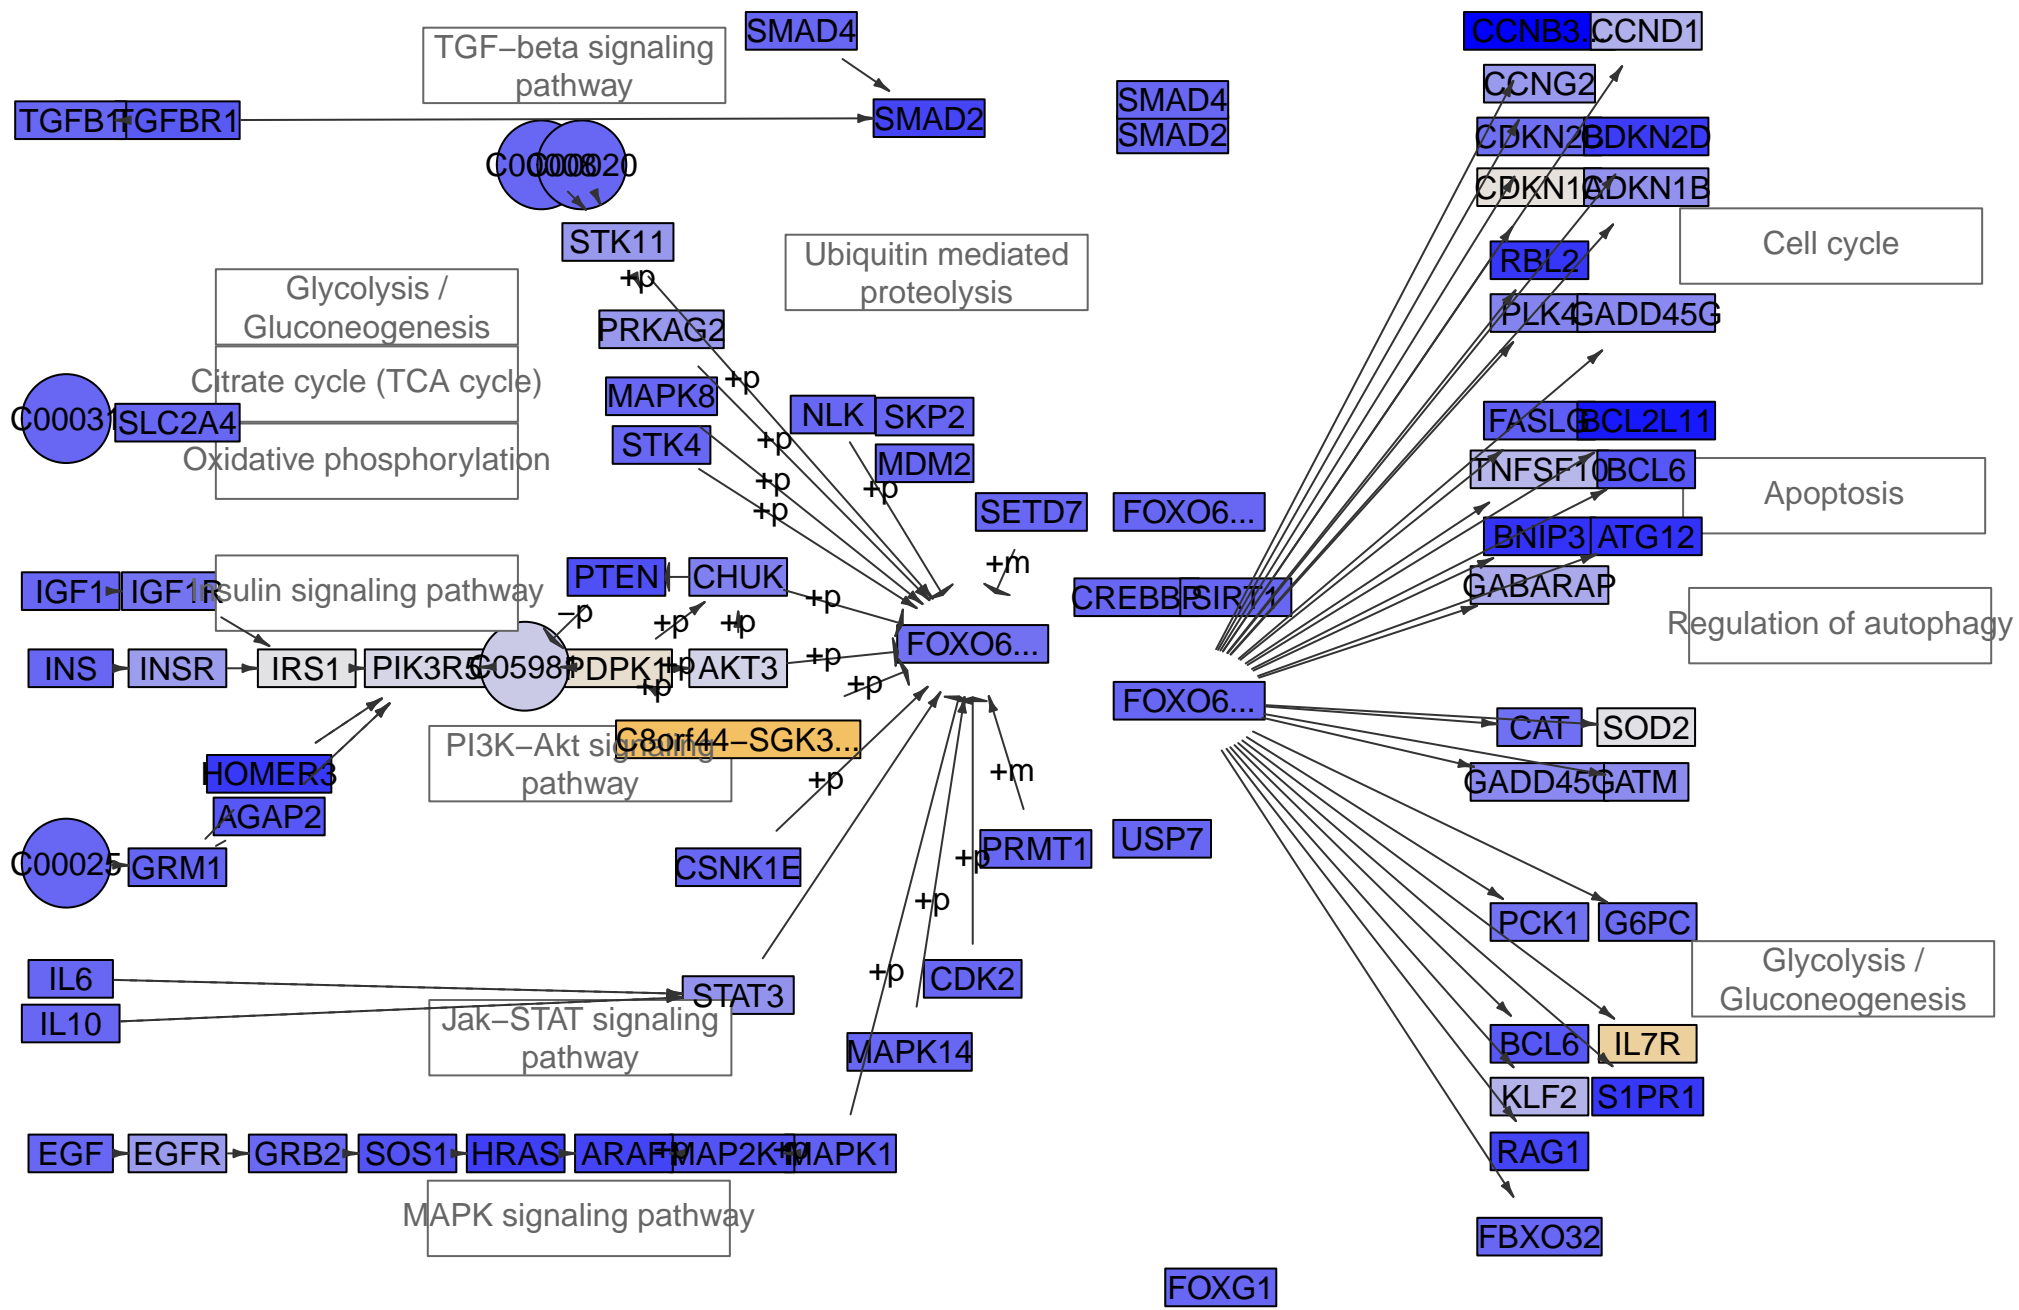 SMAD4
CCNB3...
CCND1
TGF−beta signaling
pathway
CCNG2
SMAD4
TGFB1
TGFBR1
SMAD2
SMAD2
CDKN2B
CDKN2D
C00020
CDKN1A
CDKN1B
STK11
Cell cycle
Ubiquitin mediated
proteolysis
RBL2
+p
Glycolysis /
Gluconeogenesis
PRKAG2
PLK4
GADD45G
Citrate cycle (TCA cycle)
+p
MAPK8
NLK
SKP2
C00031
SLC2A4
FASLG
BCL2L11
STK4
+p
Oxidative phosphorylation
MDM2
TNFSF10
BCL6
+p
+p
Apoptosis
+p
SETD7
FOXO6...
BNIP3
ATG12
+m
IGF1
IGF1R
Insulin signaling pathway
PTEN
CHUK
GABARAP
CREBBP
SIRT1
+p
−p
+p
+p
Regulation of autophagy
FOXO6...
INS
INSR
IRS1
PIK3R5
C05981
PDPK1
+p
AKT3
+p
+p
+p
FOXO6...
CAT
SOD2
PI3K−Akt signaling
pathway
C8orf44−SGK3...
HOMER3
+p
+m
GADD45G
GATM
AGAP2
USP7
PRMT1
C00025
GRM1
CSNK1E
+p
+p
PCK1
G6PC
IL6
+p
CDK2
Glycolysis /
Gluconeogenesis
STAT3
IL10
Jak−STAT signaling
pathway
MAPK14
BCL6
IL7R
KLF2
S1PR1
EGF
EGFR
GRB2
SOS1
HRAS
ARAF
+p
MAP2K1
+p
MAPK1
RAG1
MAPK signaling pathway
FBXO32
FOXG1